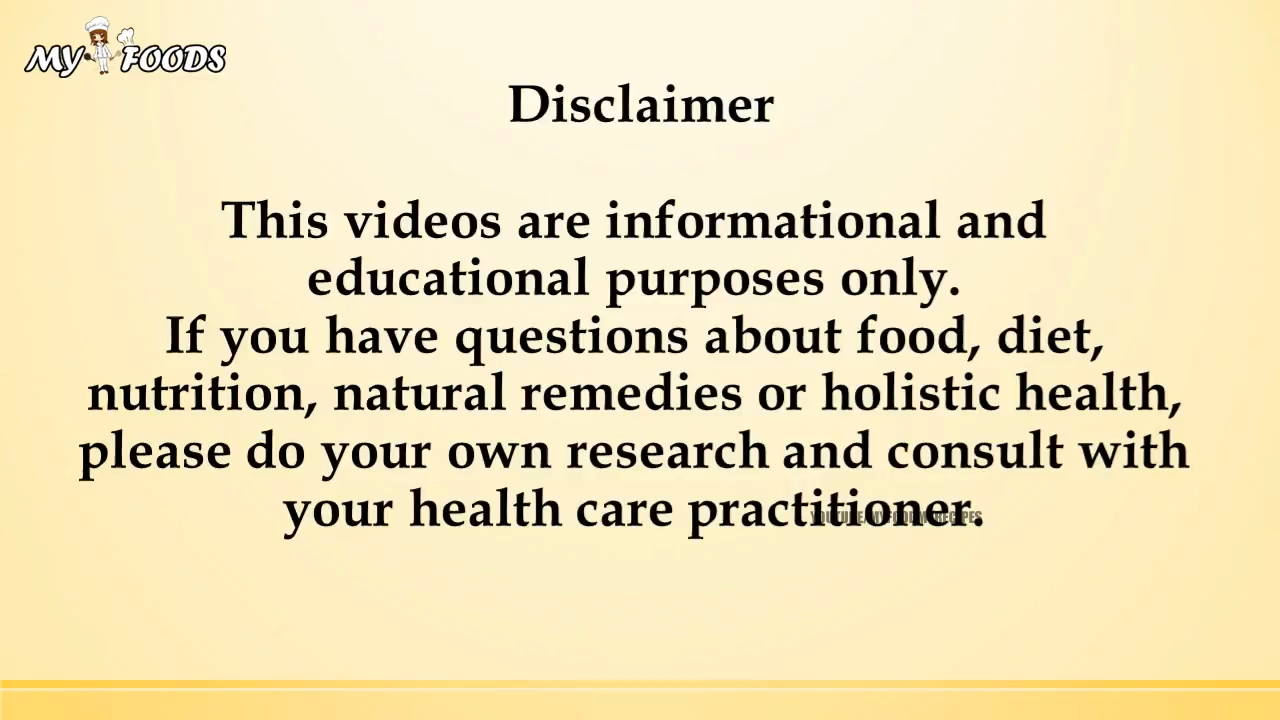 MY FOODS
Disclaimer
This videos are informational and
educational purposes only.
If you have questions about food, diet,
nutrition, natural remedies or holistic health,
please do your own research and consult with
your health care practitioner.